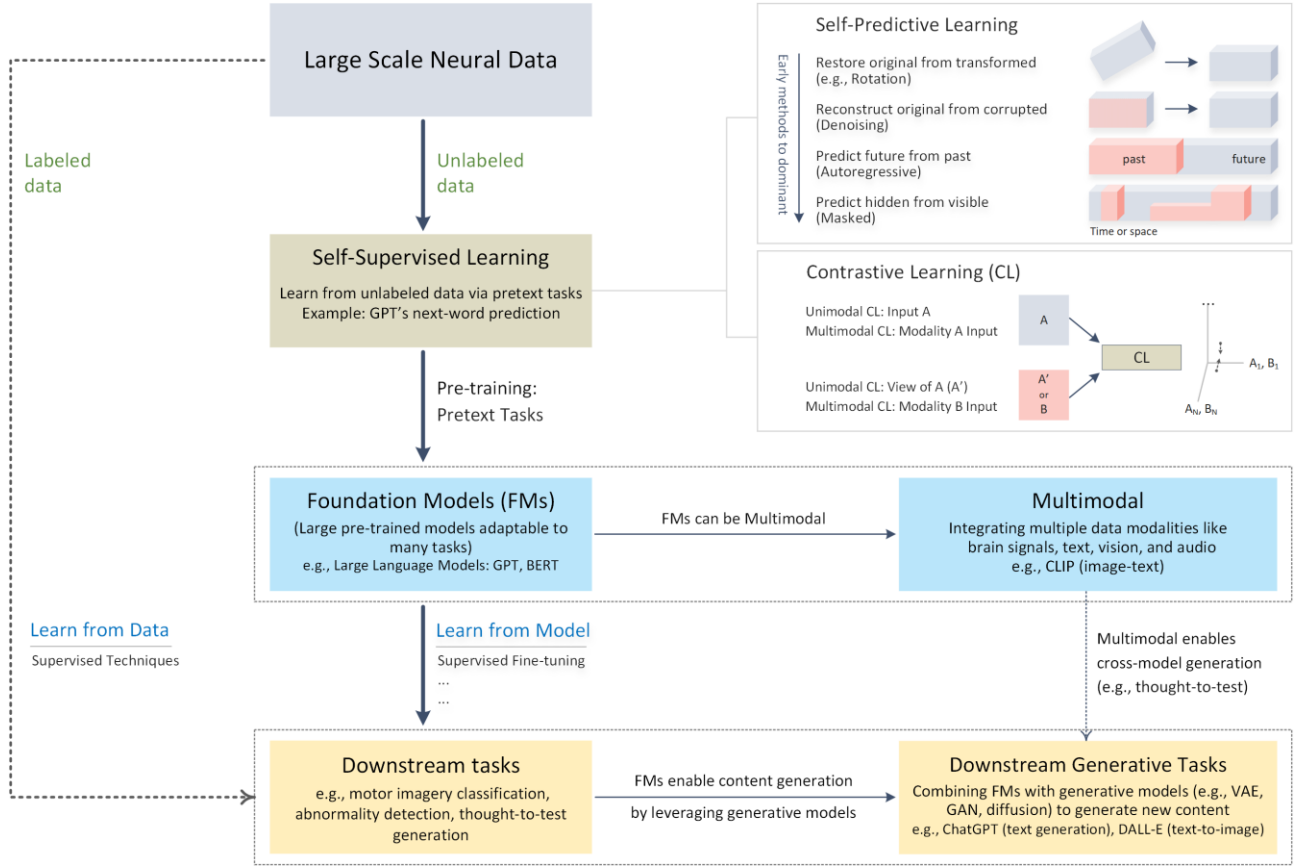 Large Scale Neural Data
Labeled
data
Unlabeled
data
Self-Supervised Learning
Learn from unlabeled data via pretext tasks
Example: GPT's next-word prediction
Self-Predictive Learning
Early methods to dominant
Restore original from transformed
(e.g., Rotation)
Reconstruct original from corrupted
(Denoising)
Predict future from past
(Autoregressive)
past
future
Predict hidden from visible
(Masked)
Time or space
Contrastive Learning (CL)
Unimodal CL: Input A
Multimodal CL: Modality A Input
A
Unimodal CL: View of A (A’)
Multimodal CL: Modality B Input
A’
or
B
CL
...
A₁, B₁
A_N, B_N
Pre-training:
Pretext Tasks
Foundation Models (FMs)
(Large pre-trained models adaptable to
many tasks)
e.g., Large Language Models: GPT, BERT
FMs can be Multimodal
Multimodal
Integrating multiple data modalities like
brain signals, text, vision, and audio
e.g., CLIP (image-text)
Learn from Data
Supervised Techniques
Learn from Model
Supervised Fine-tuning
...
...
Multimodal enables
cross-model generation
(e.g., thought-to-test)
Downstream tasks
e.g., motor imagery classification,
abnormality detection, thought-to-test
generation
FMs enable content generation
by leveraging generative models
Downstream Generative Tasks
Combining FMs with generative models (e.g., VAE,
GAN, diffusion) to generate new content
e.g., ChatGPT (text generation), DALL-E (text-to-image)